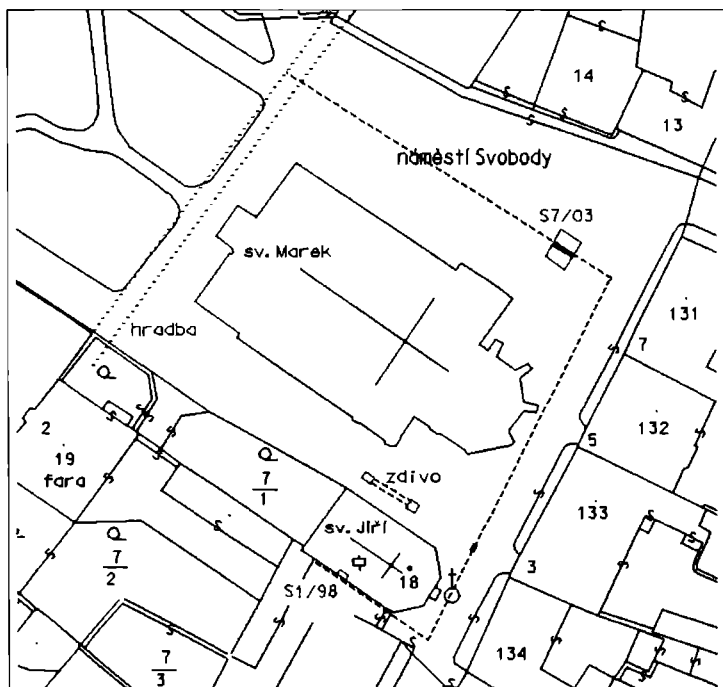 14
13
náměstí Svobody
S7/03
sv. Marek
hradba
131
7
2
132
5
19
fara
7
1
zdivo
133
sv. Jiří
7
2
18
3
S1/98
7
3
134